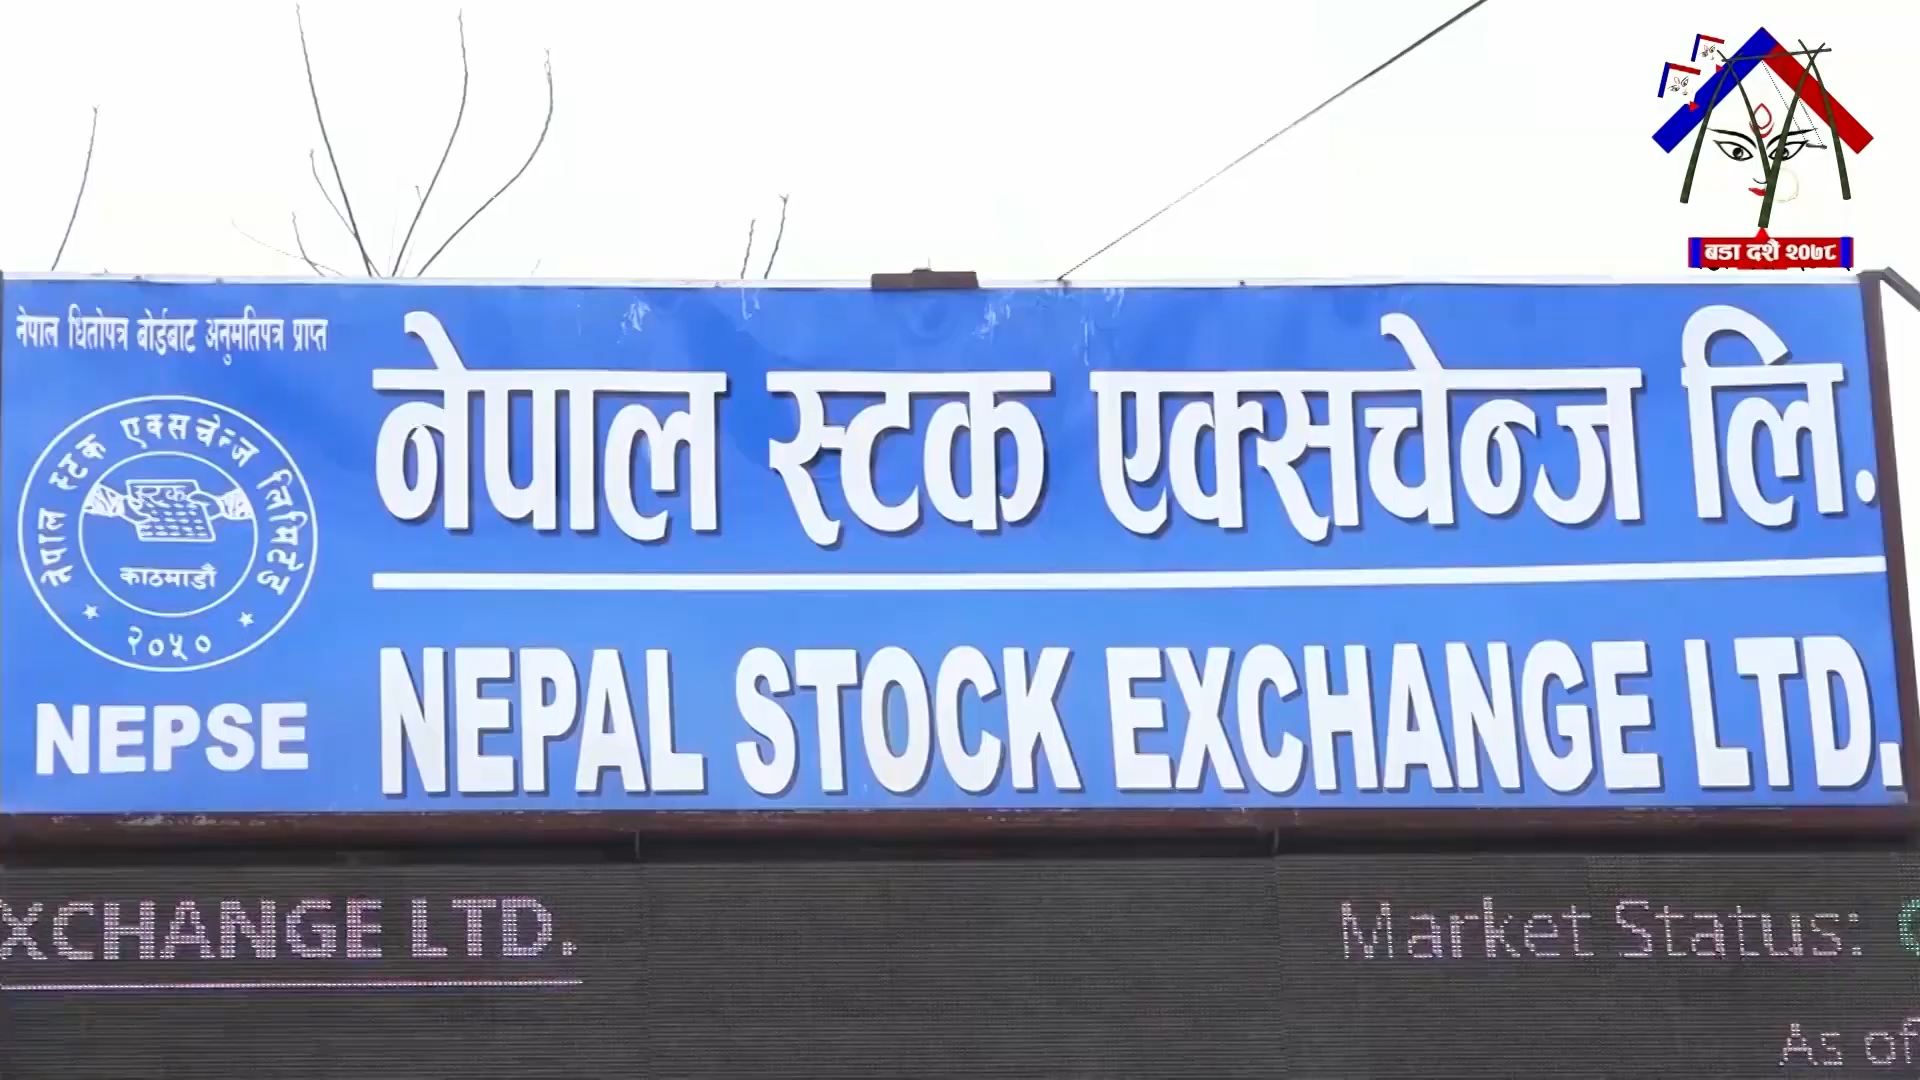 बडा दशैं २०७८
नेपाल धितोपत्र बोर्डबाट अनुमतिपत्र प्राप्त
नेपाल स्टक एक्सचेन्ज लि.
नेपाल स्टक एक्सचेन्ज लिमिटेड
स्टक
काठमाडौं
२०५०
NEPSE
NEPAL STOCK EXCHANGE LTD.
XCHANGE LTD.
Market Status:
As of